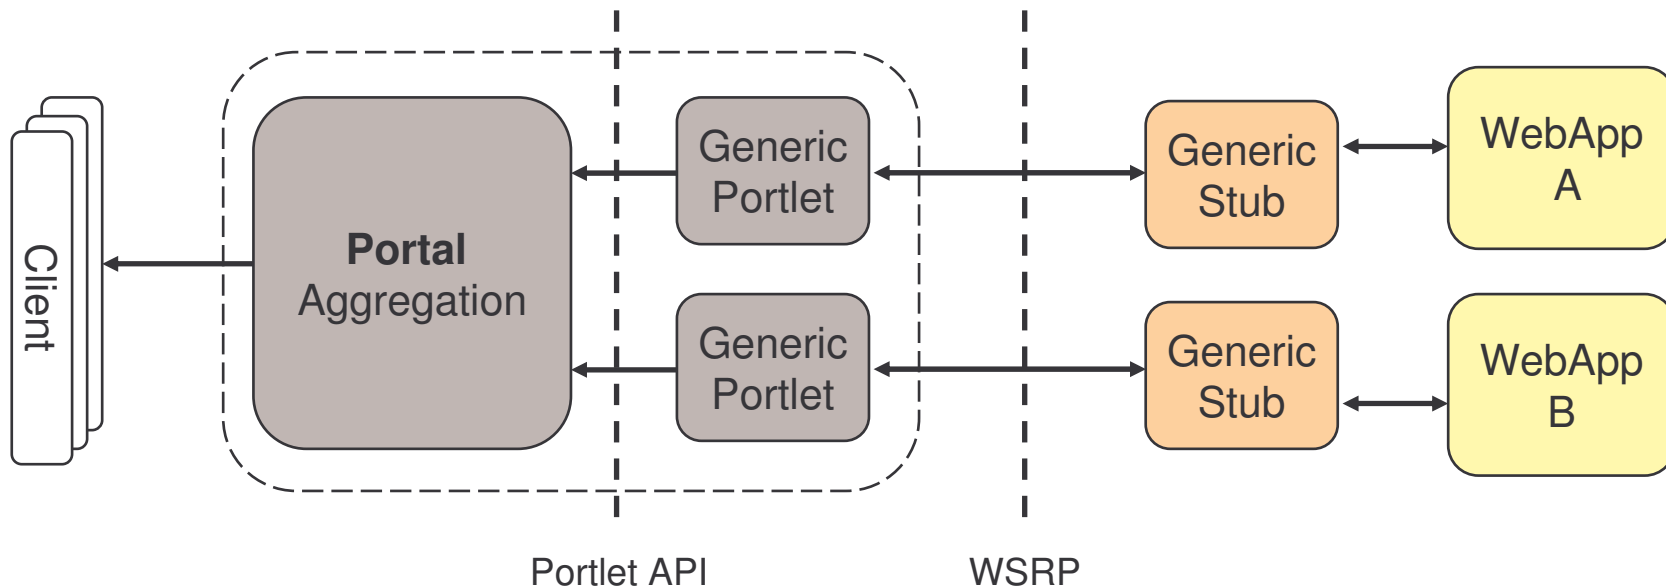 Client
Portal
Aggregation
Generic
Portlet
Generic
Portlet
Generic
Stub
Generic
Stub
WebApp
A
WebApp
B
Portlet API
WSRP